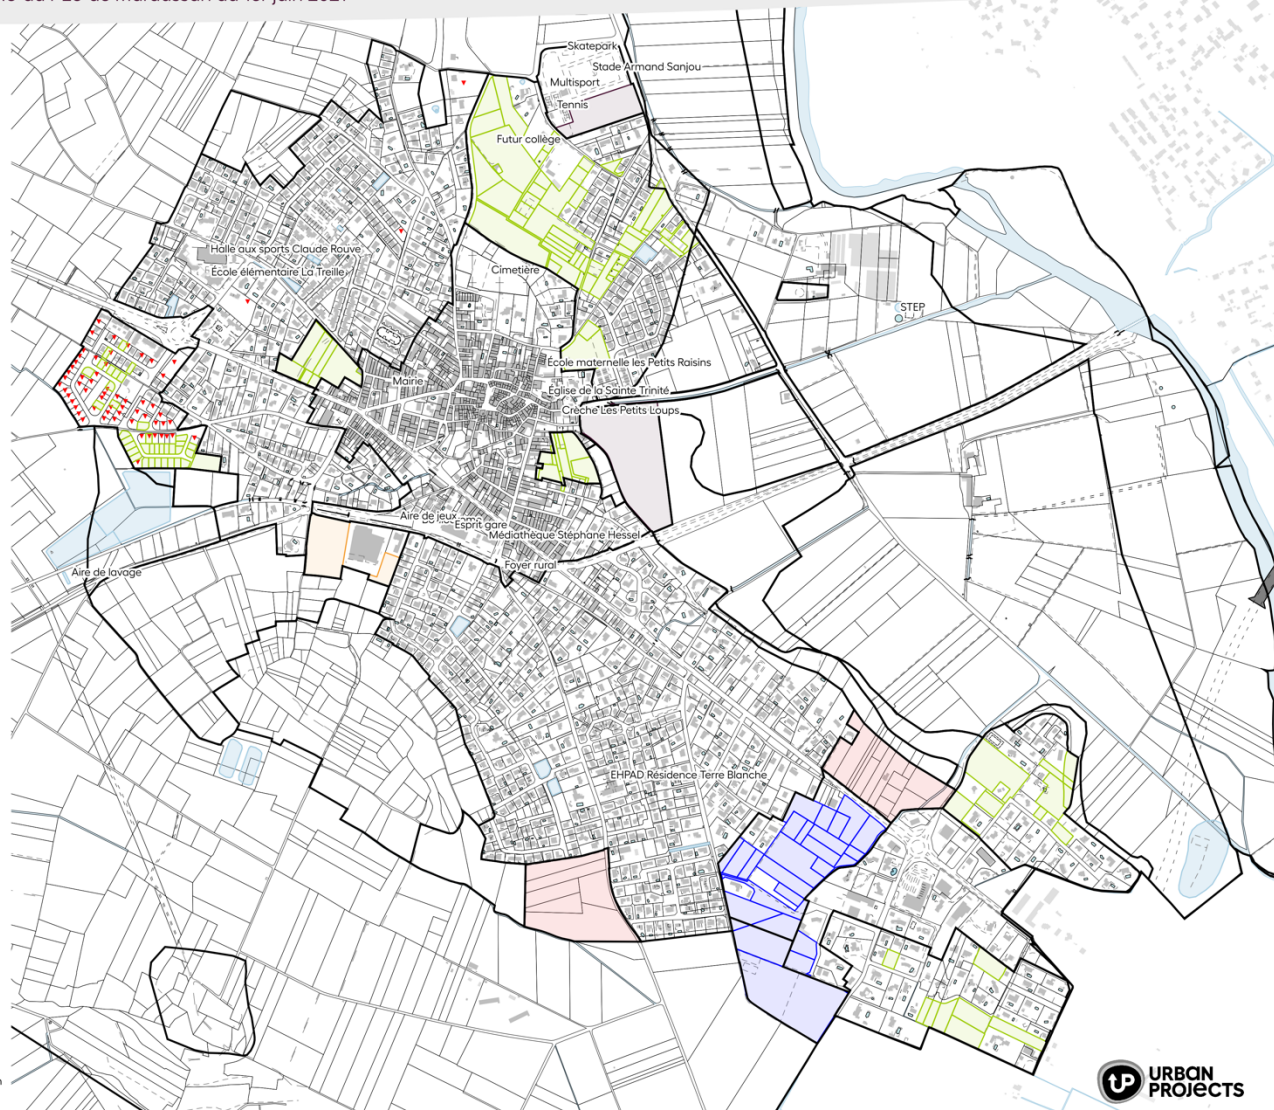 Skatepark
Stade Armand Sanjou
Multisport
Tennis
Futur collège
Halle aux sports Claude Rouve
Cimetière
École élémentaire La Treille
STEP
École maternelle les Petits Raisins
Mairie
Église de la Sainte Trinité
Crèche Les Petits Loups
Aire de jeux
Esprit gare
Médiathèque Stéphane Hessel
Foyer rural
Aire de lavage
EHPAD Résidence Terre Blanche
UP URBAN
PROJECTS